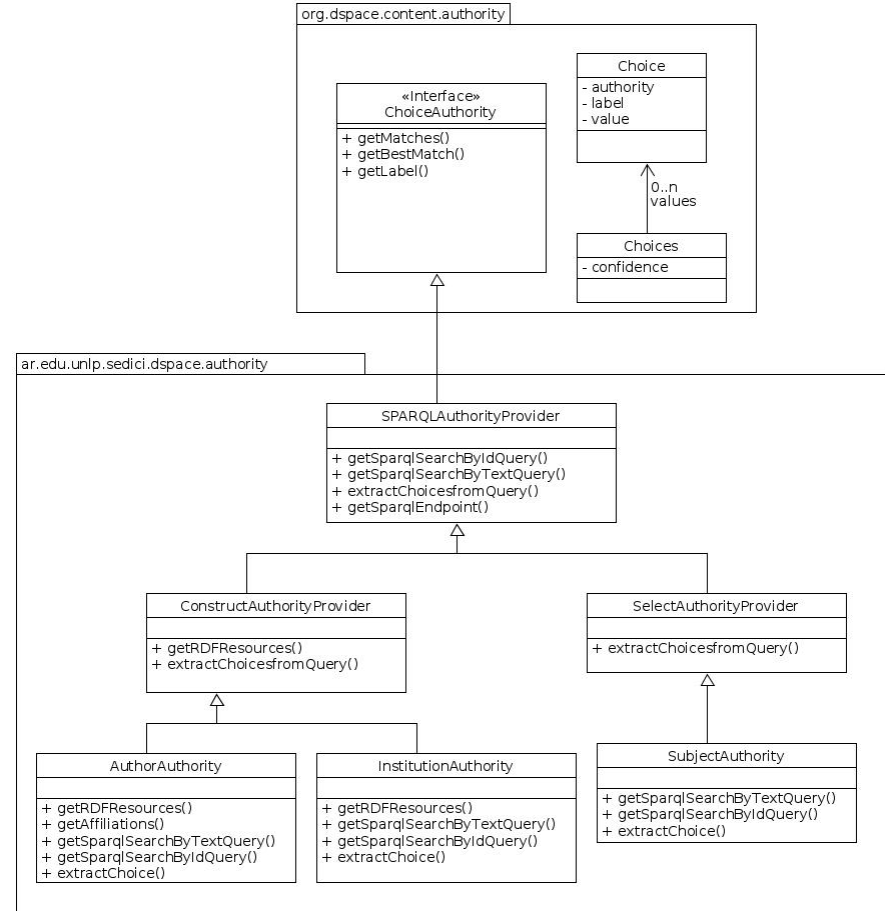 org.dspace.content.authority
«Interface»
ChoiceAuthority
+ getMatches()
+ getBestMatch()
+ getLabel()
Choice
- authority
- label
- value
0..n
values
Choices
- confidence
ar.edu.unlp.sedici.dspace.authority
SPARQLAuthorityProvider
+ getSparqlSearchByIdQuery()
+ getSparqlSearchByTextQuery()
+ extractChoicesfromQuery()
+ getSparqlEndpoint()
ConstructAuthorityProvider
+ getRDFResources()
+ extractChoicesfromQuery()
SelectAuthorityProvider
+ extractChoicesfromQuery()
AuthorAuthority
+ getRDFResources()
+ getAffiliations()
+ getSparqlSearchByTextQuery()
+ getSparqlSearchByIdQuery()
+ extractChoice()
InstitutionAuthority
+ getRDFResources()
+ getSparqlSearchByTextQuery()
+ getSparqlSearchByIdQuery()
+ extractChoice()
SubjectAuthority
+ getSparqlSearchByTextQuery()
+ getSparqlSearchByIdQuery()
+ extractChoice()